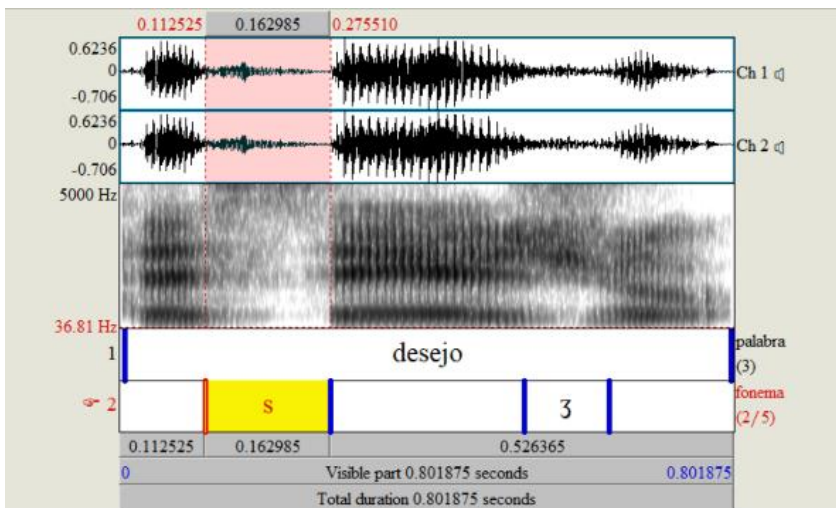 0.112525 0.162985 0.275510
0.6236
0
-0.706
Ch 1
0.6236
0
-0.706
Ch 2
5000 Hz
36.81 Hz
1 desejo palabra
(3)
2 s ʒ fonema
(2/5)
0.112525 0.162985 0.526365
0 Visible part 0.801875 seconds 0.801875
Total duration 0.801875 seconds